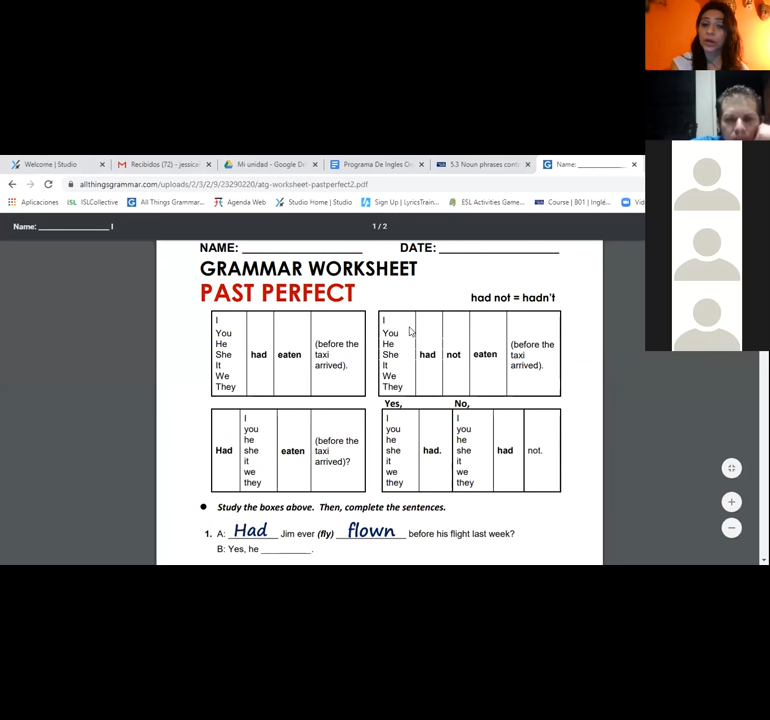 Welcome | Studio
Recibidos (72) - jessica
Mi unidad - Google D
Programa De Ingles O
5.3 Noun phrases cont
Name: ____________
allthingsgrammar.com/uploads/2/3/2/9/23290220/atg-worksheet-pastperfect2.pdf
Aplicaciones
ISL ISLCollective
All Things Grammar...
Agenda Web
Studio Home | Studio
Sign Up | LyricsTrain...
ESL Activities Game...
Course | B01 | Inglé...
Name: ____________ I
1 / 2
NAME: ____________ DATE: ____________
GRAMMAR WORKSHEET
PAST PERFECT
had not = hadn't
I
You
He
She
It
We
They
had
eaten
(before the
taxi
arrived).
I
You
He
She
It
We
They
had
not
eaten
(before the
taxi
arrived).
Had
I
you
he
she
it
we
they
eaten
(before the
taxi
arrived)?
Yes,
I
you
he
she
it
we
they
had.
No,
I
you
he
she
it
we
they
had
not.
● Study the boxes above. Then, complete the sentences.
1. A: Had Jim ever (fly) flown before his flight last week?
B: Yes, he __________.